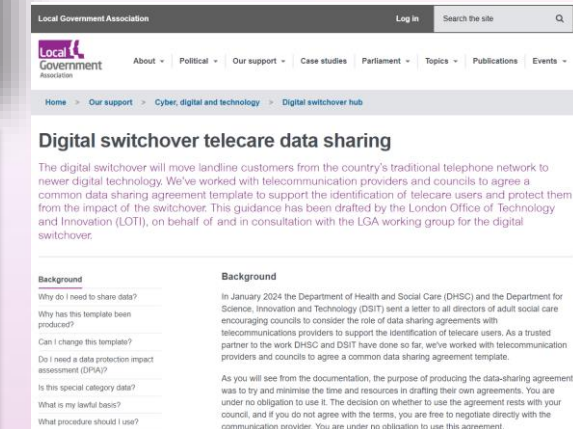 Local Government Association
Log in
Search the site
Local
Government
Association
About
Political
Our support
Case studies
Parliament
Topics
Publications
Events
Home > Our support > Cyber, digital and technology > Digital switchover hub
Digital switchover telecare data sharing
The digital switchover will move landline customers from the country's traditional telephone network to
newer digital technology. We've worked with telecommunication providers and councils to agree a
common data sharing agreement template to support the identification of telecare users and protect them
from the impact of the switchover. This guidance has been drafted by the London Office of Technology
and Innovation (LOTI), on behalf of and in consultation with the LGA working group for the digital
switchover.
Background
Why do I need to share data?
Why has this template been
produced?
Can I change this template?
Do I need a data protection impact
assessment (DPIA)?
Is this special category data?
What is my lawful basis?
What procedure should I use?
Background
In January 2024 the Department of Health and Social Care (DHSC) and the Department for
Science, Innovation and Technology (DSIT) sent a letter to all directors of adult social care
encouraging councils to consider the role of data sharing agreements with
telecommunications providers to support the identification of telecare users. As a trusted
partner to the work DHSC and DSIT have done so far, we've worked with telecommunication
providers and councils to agree a common data sharing agreement template.
As you will see from the documentation, the purpose of producing the data-sharing agreement
was to try and minimise the time and resources in drafting their own agreements. You are
under no obligation to use it. The decision on whether to use the agreement rests with your
council, and if you do not agree with the terms, you are free to negotiate directly with the
communication provider. You are under no obligation to use this agreement.